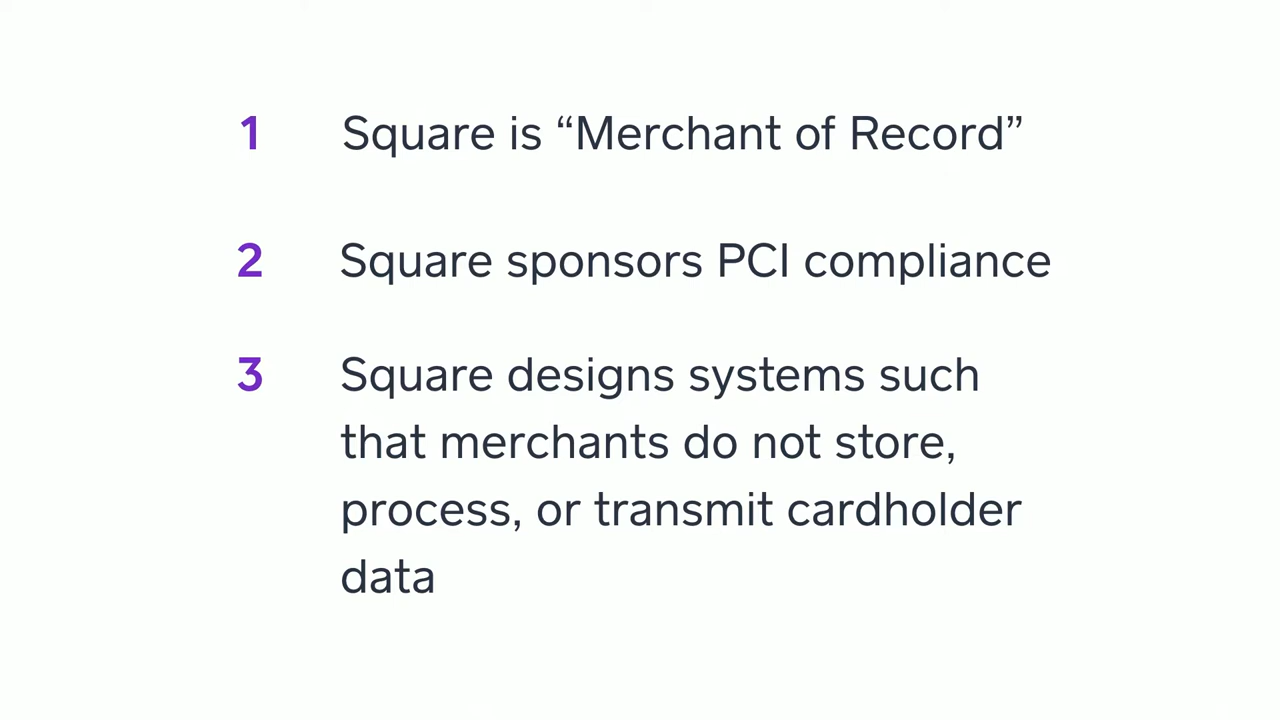 1 Square is “Merchant of Record”
2 Square sponsors PCI compliance
3 Square designs systems such
that merchants do not store,
process, or transmit cardholder
data